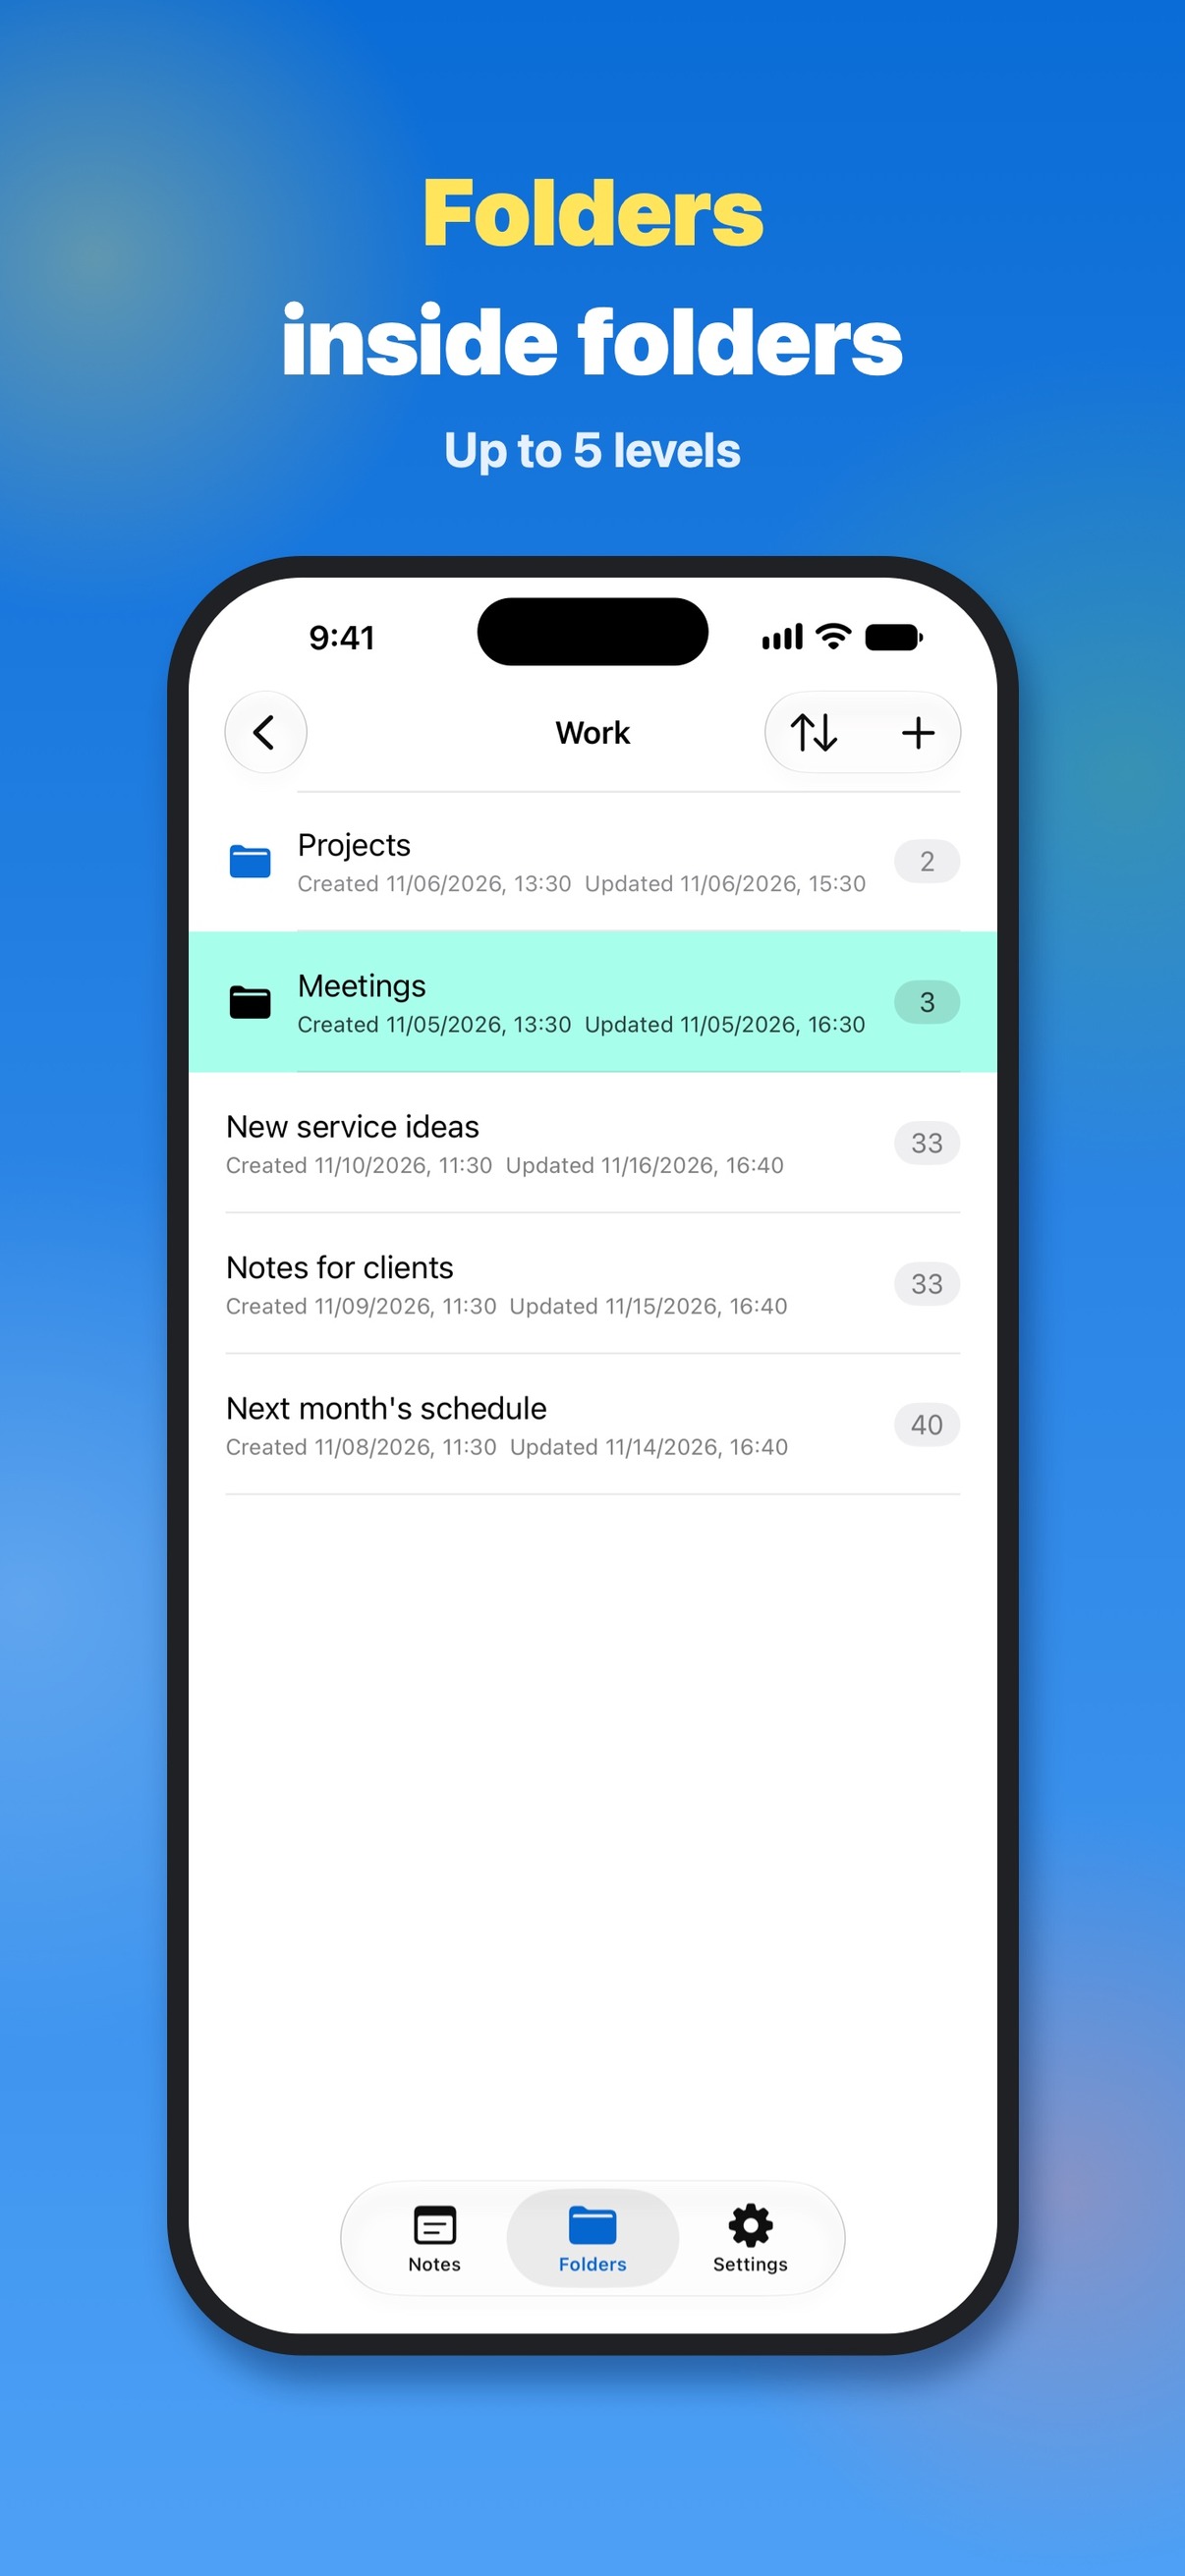 Folders
inside folders
Up to 5 levels
9:41
Work
Projects
Created 11/06/2026, 13:30 Updated 11/06/2026, 15:30
2
Meetings
Created 11/05/2026, 13:30 Updated 11/05/2026, 16:30
3
New service ideas
Created 11/10/2026, 11:30 Updated 11/16/2026, 16:40
33
Notes for clients
Created 11/09/2026, 11:30 Updated 11/15/2026, 16:40
33
Next month's schedule
Created 11/08/2026, 11:30 Updated 11/14/2026, 16:40
40
Notes
Folders
Settings